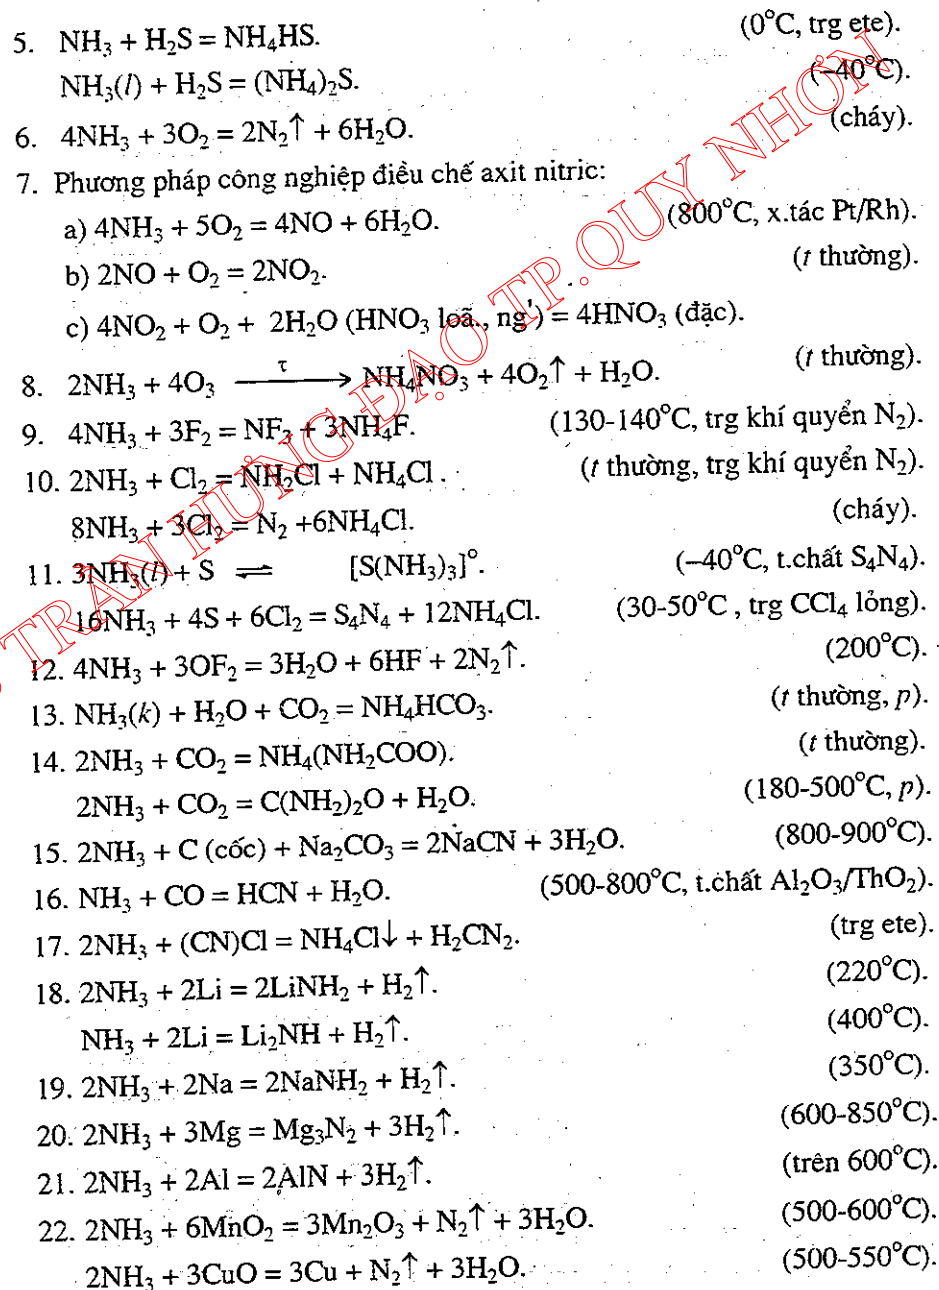 5. NH₃ + H₂S = NH₄HS. (0°C, trg ete).
NH₃(l) + H₂S = (NH₄)₂S. (–40°C).
6. 4NH₃ + 3O₂ = 2N₂↑ + 6H₂O. (cháy).
7. Phương pháp công nghiệp điều chế axit nitric:
a) 4NH₃ + 5O₂ = 4NO + 6H₂O. (800°C, x.tác Pt/Rh).
b) 2NO + O₂ = 2NO₂. (t thường).
c) 4NO₂ + O₂ + 2H₂O (HNO₃ loã., ng') = 4HNO₃ (đặc).
8. 2NH₃ + 4O₃ —τ→ NH₄NO₃ + 4O₂↑ + H₂O. (t thường).
9. 4NH₃ + 3F₂ = NF₃ + 3NH₄F. (130-140°C, trg khí quyển N₂).
10. 2NH₃ + Cl₂ = NH₂Cl + NH₄Cl. (t thường, trg khí quyển N₂).
8NH₃ + 3Cl₂ = N₂ +6NH₄Cl. (cháy).
11. 3NH₃(l) + S ⇌ [S(NH₃)₃]°. (–40°C, t.chất S₄N₄).
16NH₃ + 4S + 6Cl₂ = S₄N₄ + 12NH₄Cl. (30-50°C , trg CCl₄ lỏng).
12. 4NH₃ + 3OF₂ = 3H₂O + 6HF + 2N₂↑. (200°C).
13. NH₃(k) + H₂O + CO₂ = NH₄HCO₃. (t thường, p).
14. 2NH₃ + CO₂ = NH₄(NH₂COO). (t thường).
2NH₃ + CO₂ = C(NH₂)₂O + H₂O. (180-500°C, p).
15. 2NH₃ + C (cốc) + Na₂CO₃ = 2NaCN + 3H₂O. (800-900°C).
16. NH₃ + CO = HCN + H₂O. (500-800°C, t.chất Al₂O₃/ThO₂).
17. 2NH₃ + (CN)Cl = NH₄Cl↓ + H₂CN₂. (trg ete).
18. 2NH₃ + 2Li = 2LiNH₂ + H₂↑. (220°C).
NH₃ + 2Li = Li₂NH + H₂↑. (400°C).
19. 2NH₃ + 2Na = 2NaNH₂ + H₂↑. (350°C).
20. 2NH₃ + 3Mg = Mg₃N₂ + 3H₂↑. (600-850°C).
21. 2NH₃ + 2Al = 2AlN + 3H₂↑. (trên 600°C).
22. 2NH₃ + 6MnO₂ = 3Mn₂O₃ + N₂↑ + 3H₂O. (500-600°C).
2NH₃ + 3CuO = 3Cu + N₂↑ + 3H₂O. (500-550°C).
TRẦN HƯNG ĐẠO TP.QUY NHƠN